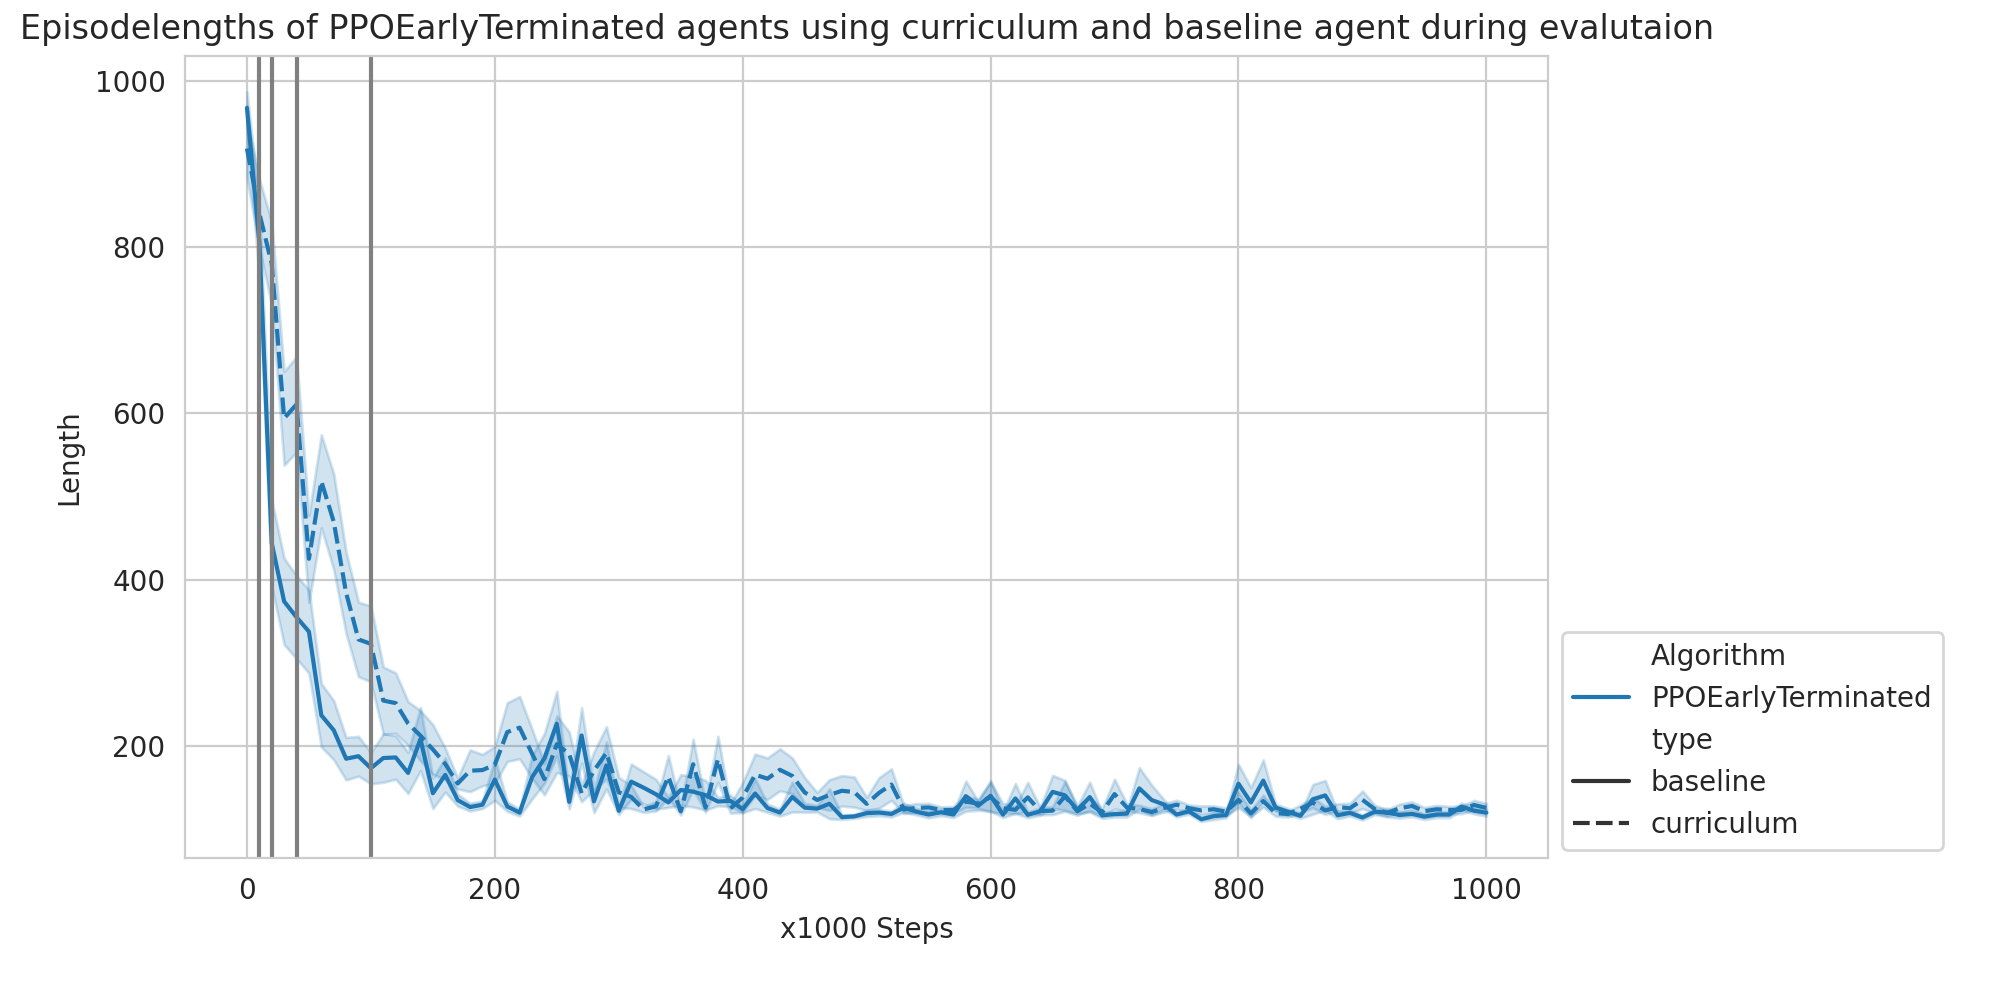 Episodelengths of PPOEarlyTerminated agents using curriculum and baseline agent during evalutaion
1000
800
600
400
200
Length
0
200
400
600
800
1000
x1000 Steps
Algorithm
PPOEarlyTerminated
type
baseline
curriculum